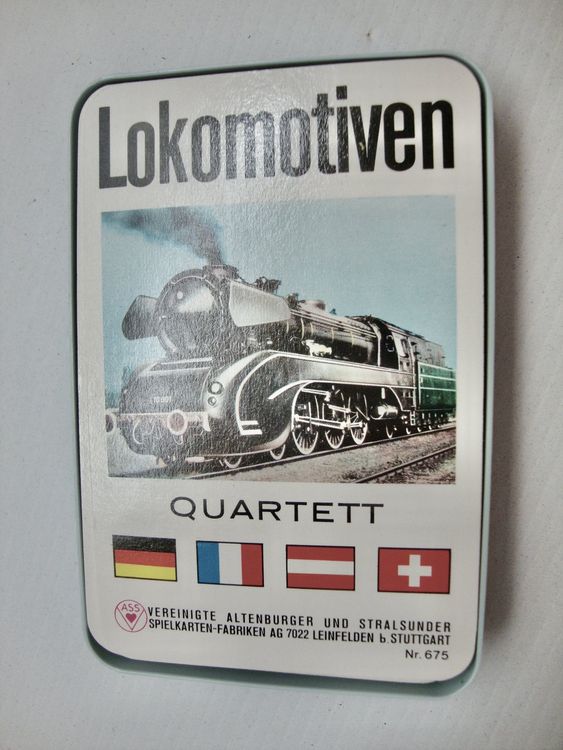 Lokomotiven
QUARTETT
ASS
VEREINIGTE ALTENBURGER UND STRALSUNDER
SPIELKARTEN-FABRIKEN AG 7022 LEINFELDEN b. STUTTGART
Nr. 675